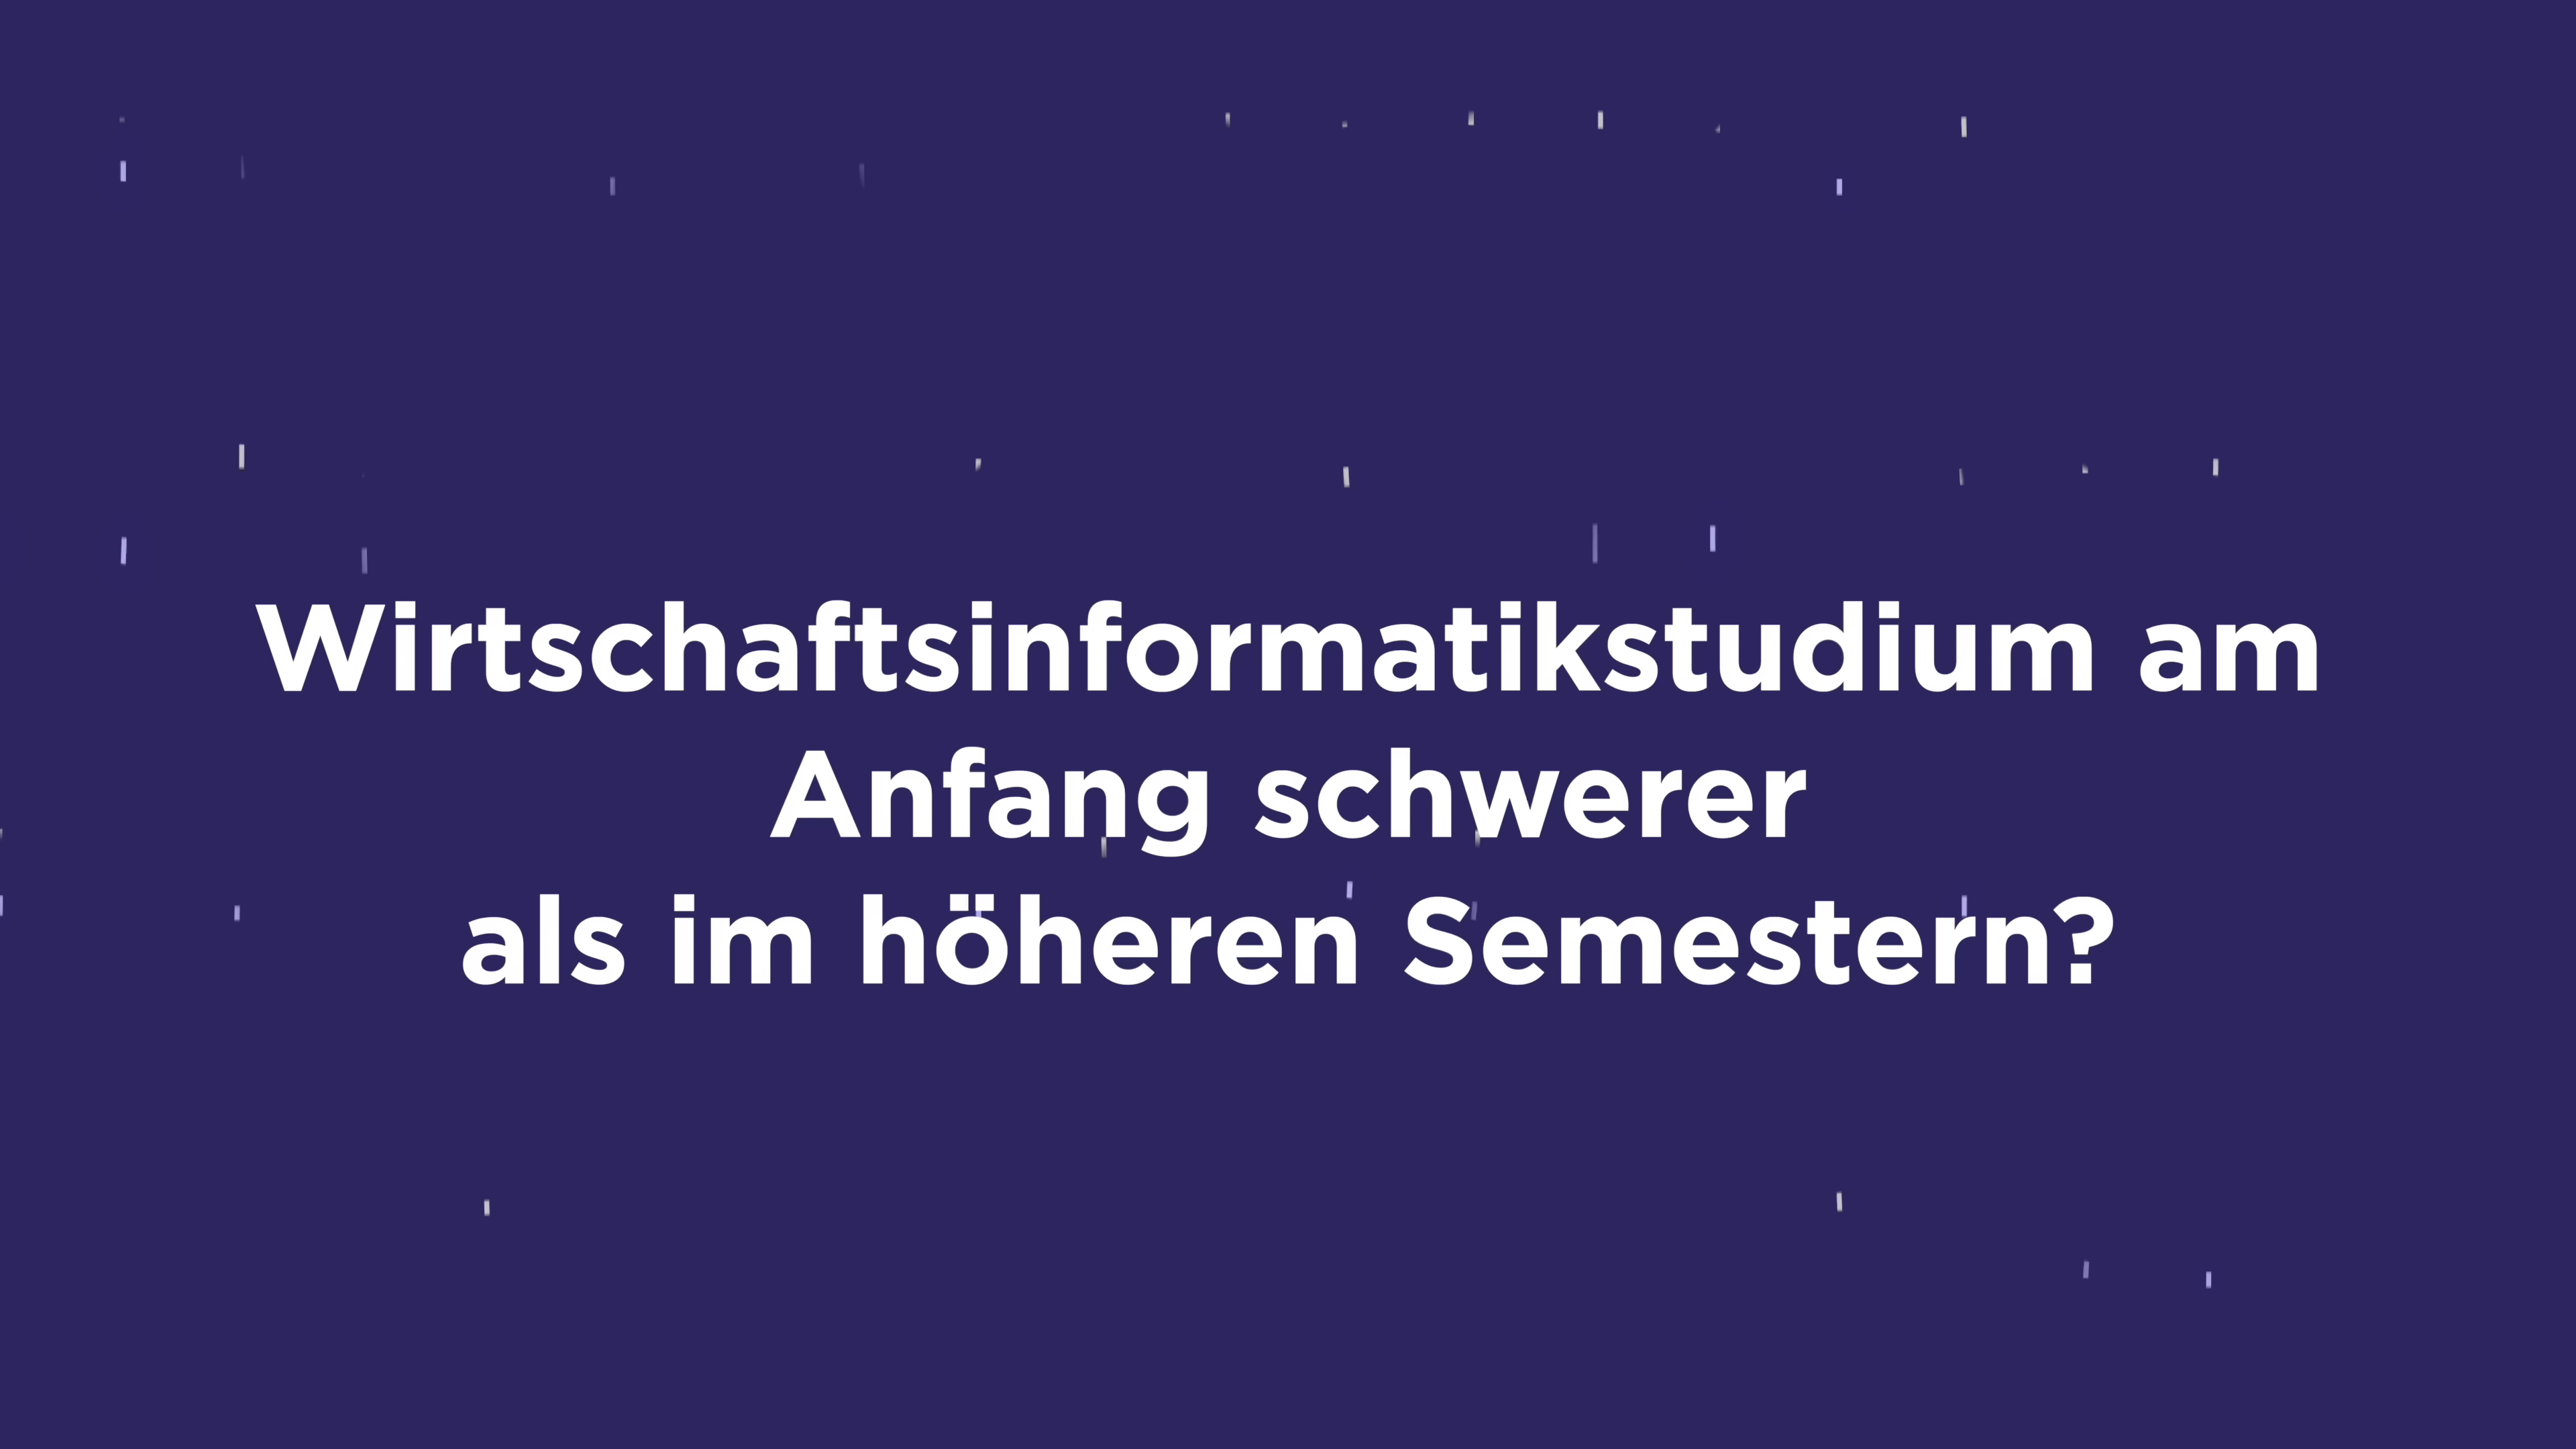 Wirtschaftsinformatikstudium am
Anfang schwerer
als im höheren Semestern?